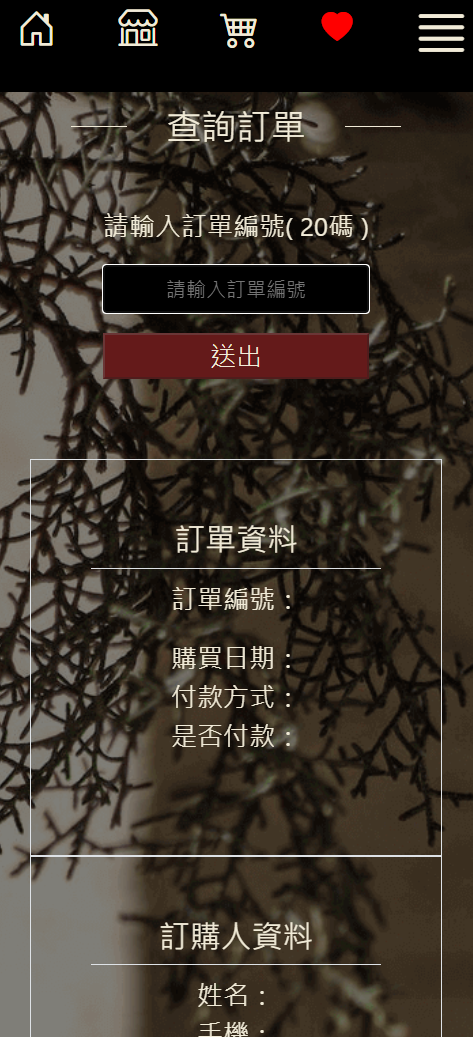 查詢訂單
請輸入訂單編號( 20碼 )
請輸入訂單編號
送出
訂單資料
訂單編號：
購買日期：
付款方式：
是否付款：
訂購人資料
姓名：
手機：